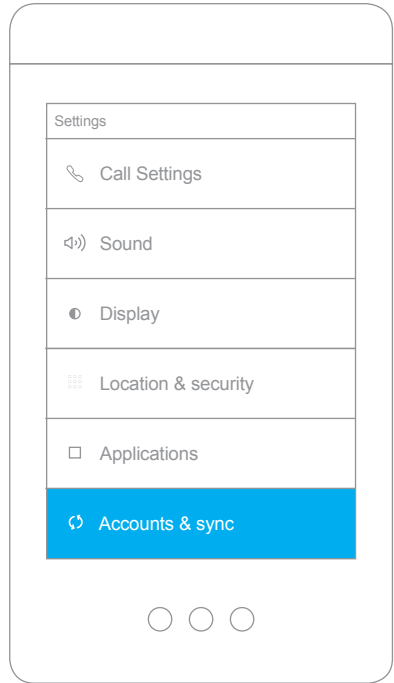 Settings
Call Settings
Sound
Display
Location & security
Applications
Accounts & sync